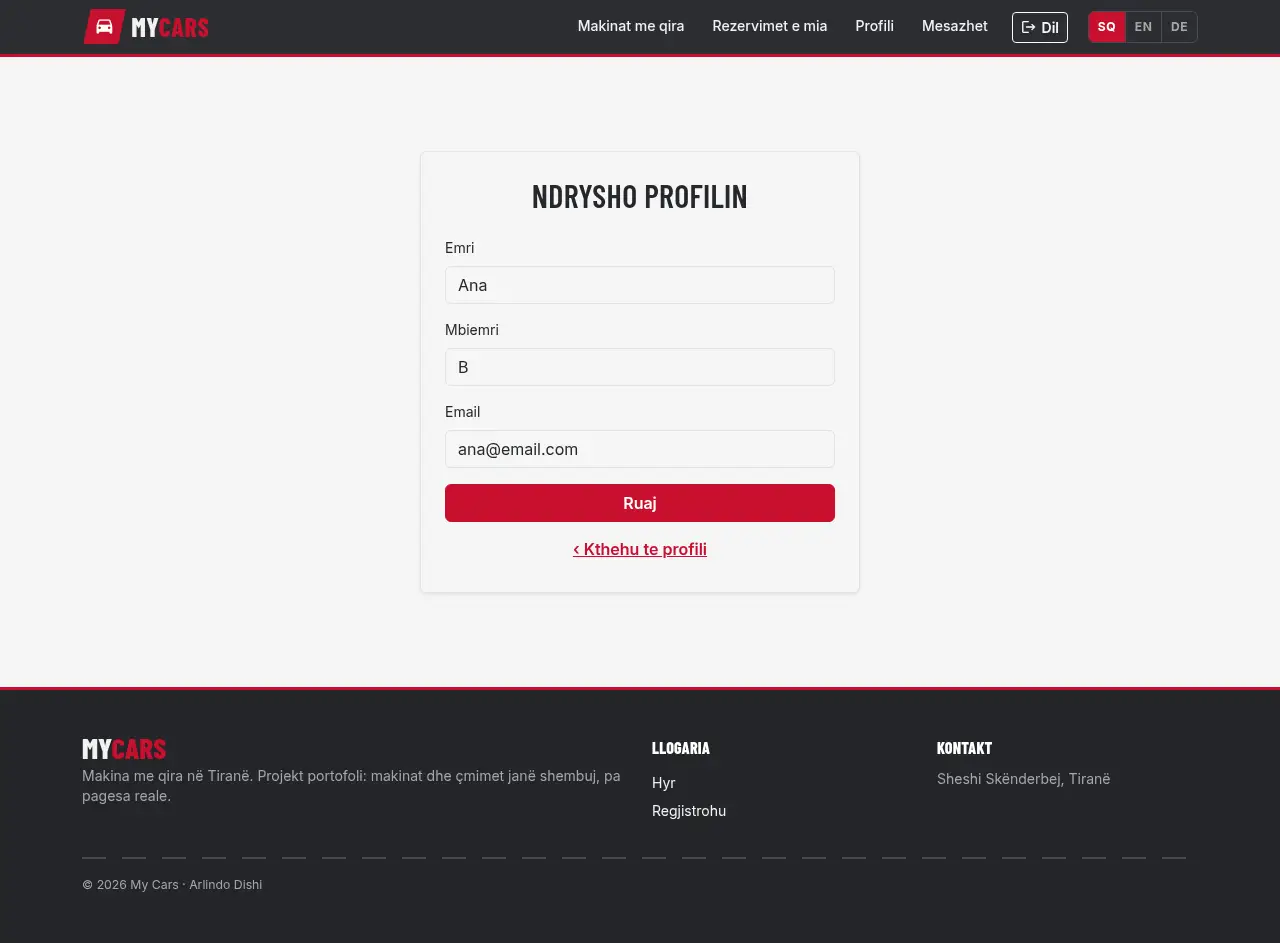 MYCARS
Makinat me qira
Rezervimet e mia
Profili
Mesazhet
Dil
SQ
EN
DE
NDRYSHO PROFILIN
Emri
Ana
Mbiemri
B
Email
ana@email.com
Ruaj
‹ Kthehu te profili
MYCARS
Makina me qira në Tiranë. Projekt portofoli: makinat dhe çmimet janë shembuj, pa
pagesa reale.
LLOGARIA
Hyr
Regjistrohu
KONTAKT
Sheshi Skënderbej, Tiranë
© 2026 My Cars · Arlindo Dishi